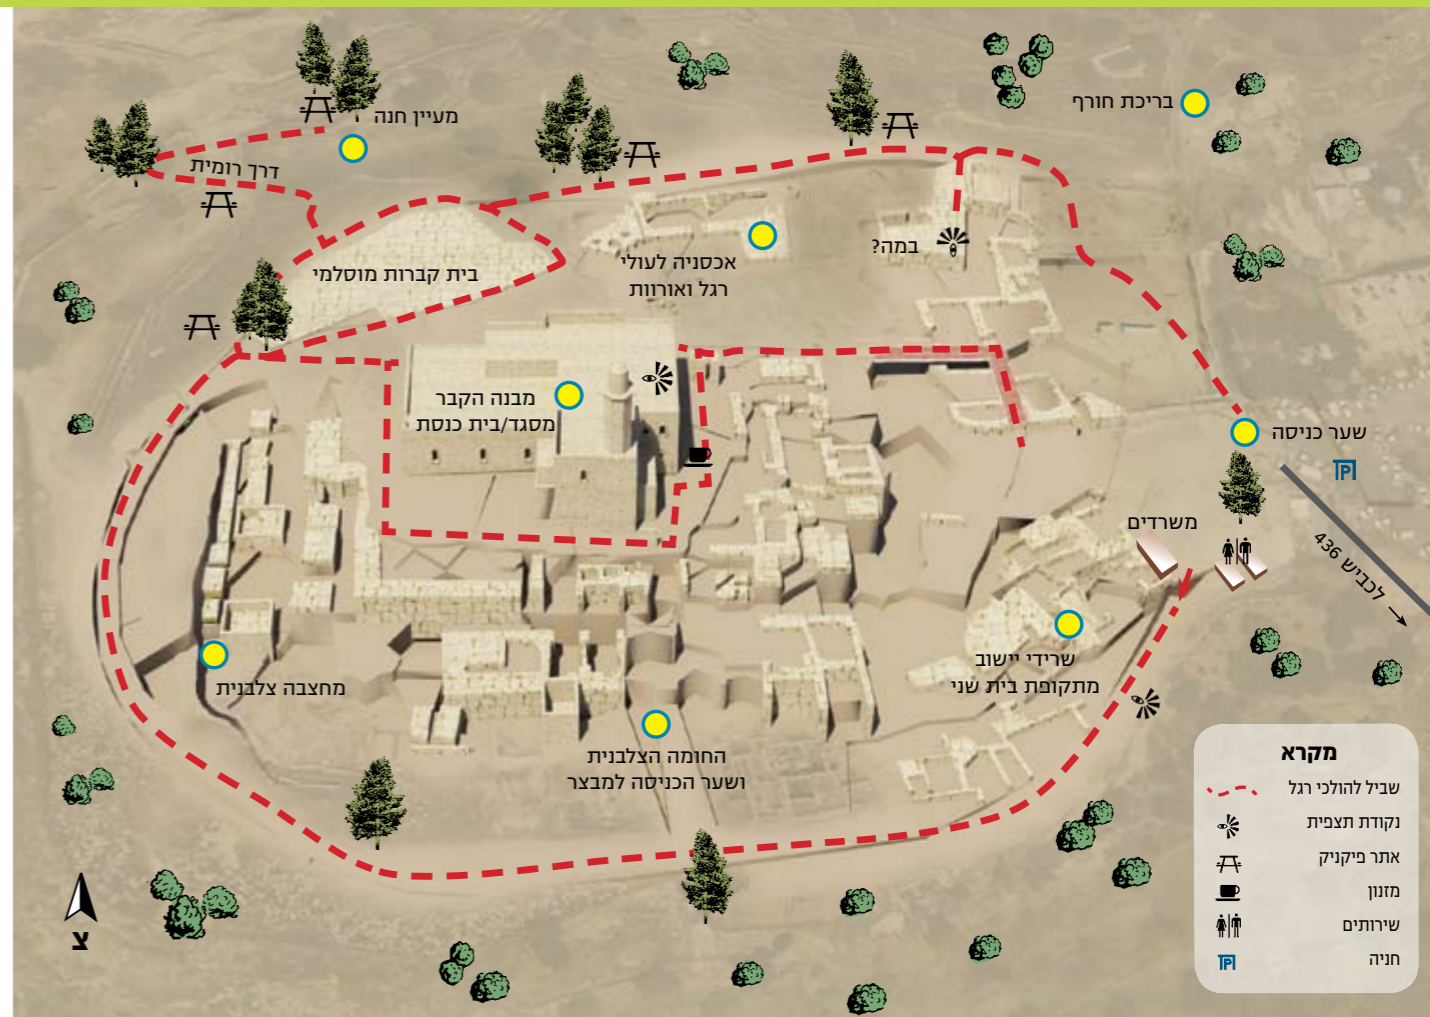 מעיין חנה
בריכת חורף
דרך רומית
במה?
אכסניה לעולי
רגל ואורוות
בית קברות מוסלמי
מבנה הקבר
מסגד/בית כנסת
שער כניסה
P
משרדים
לכביש 436
שרידי יישוב
מתקופת בית שני
מחצבה צלבנית
החומה הצלבנית
ושער הכניסה למבצר
צ
מקרא
שביל להולכי רגל
נקודת תצפית
אתר פיקניק
מזנון
שירותים
חניה
P